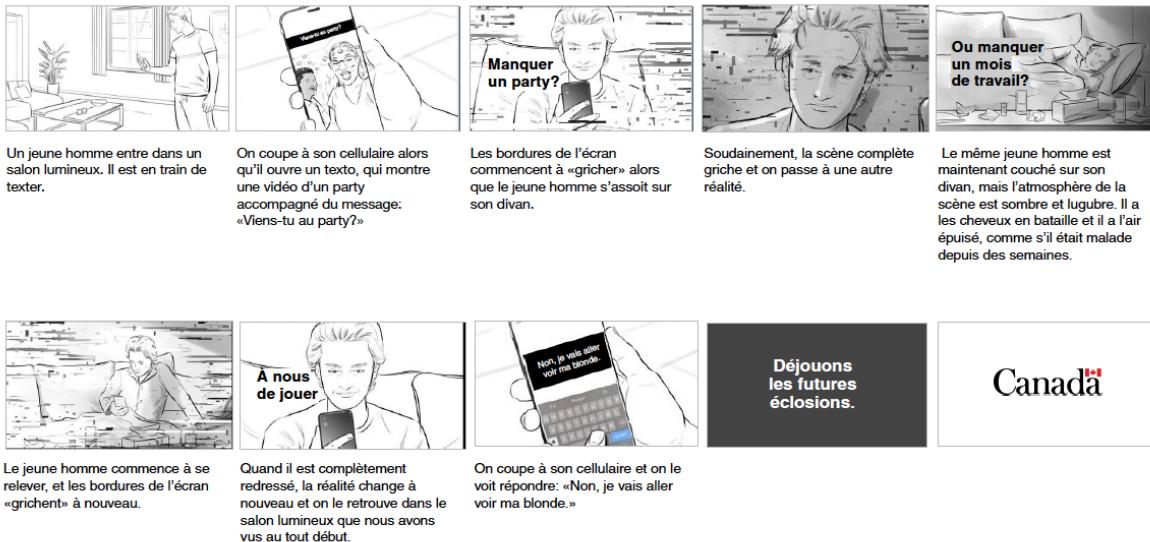 Viens-tu au party?
Manquer
un party?
Ou manquer
un mois
de travail?
Un jeune homme entre dans un
salon lumineux. Il est en train de
texter.
On coupe à son cellulaire alors
qu'il ouvre un texto, qui montre
une vidéo d'un party
accompagné du message:
«Viens-tu au party?»
Les bordures de l'écran
commencent à «gricher» alors
que le jeune homme s'assoit sur
son divan.
Soudainement, la scène complète
griche et on passe à une autre
réalité.
Le même jeune homme est
maintenant couché sur son
divan, mais l'atmosphère de la
scène est sombre et lugubre. Il a
les cheveux en bataille et il a l'air
épuisé, comme s'il était malade
depuis des semaines.
À nous
de jouer
Non, je vais aller
voir ma blonde.
Déjouons
les futures
éclosions.
Canada
Le jeune homme commence à se
relever, et les bordures de l'écran
«grichent» à nouveau.
Quand il est complètement
redressé, la réalité change à
nouveau et on le retrouve dans le
salon lumineux que nous avons
vus au tout début.
On coupe à son cellulaire et on le
voit répondre: «Non, je vais aller
voir ma blonde.»